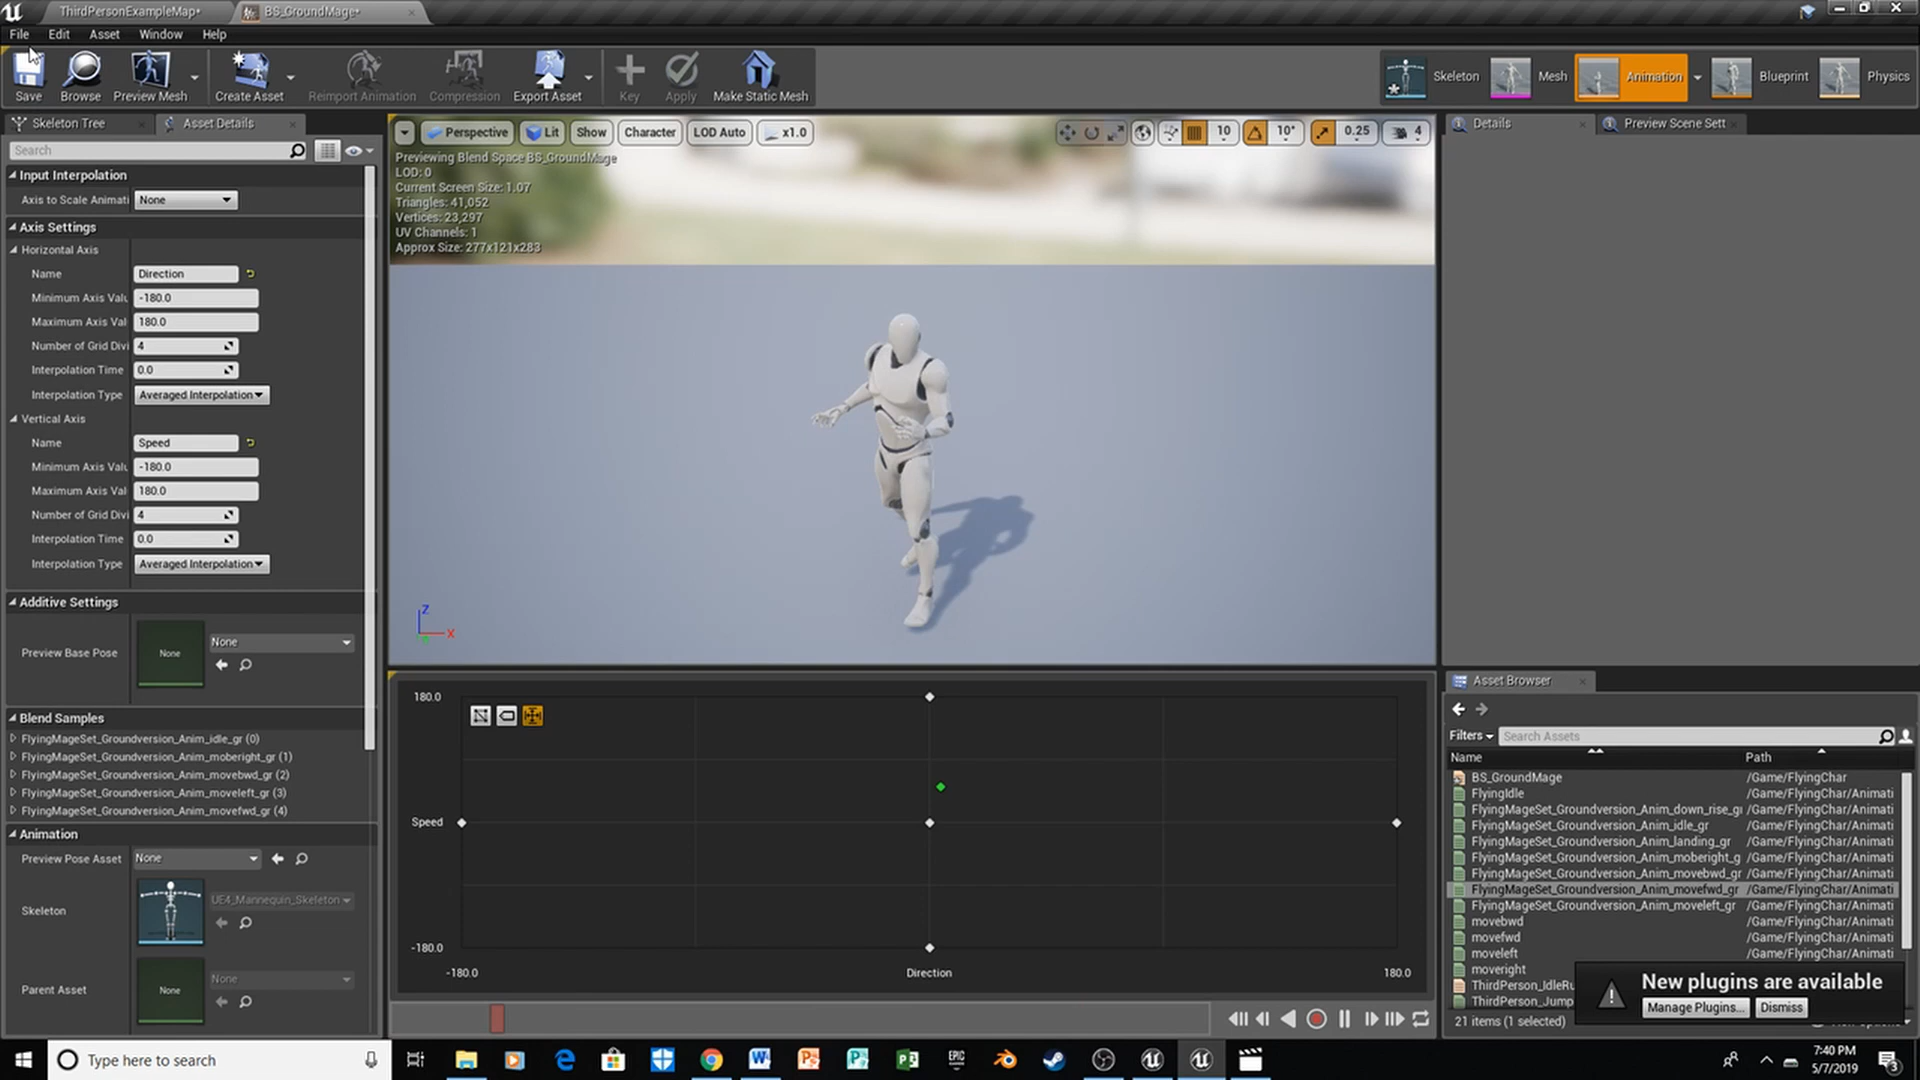 ThirdPersonExampleMap*
BS_GroundMage*
File Edit Asset Window Help
Save Browse Preview Mesh Create Asset Reimport Animation Compression Export Asset Key Apply Make Static Mesh
Skeleton Mesh Animation Blueprint Physics
Skeleton Tree Asset Details
Search
Input Interpolation
Axis to Scale Animati None
Axis Settings
Horizontal Axis
Name Direction
Minimum Axis Valu -180.0
Maximum Axis Val 180.0
Number of Grid Divi 4
Interpolation Time 0.0
Interpolation Type Averaged Interpolation
Vertical Axis
Name Speed
Minimum Axis Valu -180.0
Maximum Axis Val 180.0
Number of Grid Divi 4
Interpolation Time 0.0
Interpolation Type Averaged Interpolation
Additive Settings
Preview Base Pose None None
Blend Samples
FlyingMageSet_Groundversion_Anim_idle_gr (0)
FlyingMageSet_Groundversion_Anim_moberight_gr (1)
FlyingMageSet_Groundversion_Anim_movebwd_gr (2)
FlyingMageSet_Groundversion_Anim_moveleft_gr (3)
FlyingMageSet_Groundversion_Anim_movefwd_gr (4)
Animation
Preview Pose Asset None
Skeleton UE4_Mannequin_Skeleton
Parent Asset None None
Perspective Lit Show Character LOD Auto x1.0
10 10° 0.25 4
Previewing Blend Space BS_GroundMage
LOD: 0
Current Screen Size: 1.07
Triangles: 41,052
Vertices: 23,297
UV Channels: 1
Approx Size: 277x121x283
Z
X
180.0
Speed
-180.0
-180.0 Direction 180.0
Details Preview Scene Sett
Asset Browser
Filters Search Assets
Name Path
BS_GroundMage /Game/FlyingChar
FlyingIdle /Game/FlyingChar/Animati
FlyingMageSet_Groundversion_Anim_down_rise_gr /Game/FlyingChar/Animati
FlyingMageSet_Groundversion_Anim_idle_gr /Game/FlyingChar/Animati
FlyingMageSet_Groundversion_Anim_landing_gr /Game/FlyingChar/Animati
FlyingMageSet_Groundversion_Anim_moberight_g /Game/FlyingChar/Animati
FlyingMageSet_Groundversion_Anim_movebwd_gr /Game/FlyingChar/Animati
FlyingMageSet_Groundversion_Anim_movefwd_gr /Game/FlyingChar/Animati
FlyingMageSet_Groundversion_Anim_moveleft_gr /Game/FlyingChar/Animati
movebwd /Game/FlyingChar/Animati
movefwd /Game/FlyingChar/Animati
moveleft /Game/FlyingChar/Animati
moveright
ThirdPerson_IdleRu
ThirdPerson_Jump
21 items (1 selected)
New plugins are available
Manage Plugins... Dismiss
Type here to search
EPIC
7:40 PM
5/7/2019
3